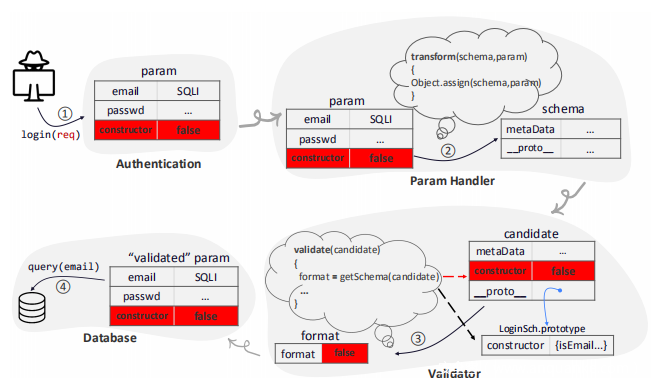 param
email SQLI
passwd ...
constructor false
①
login(req)
Authentication
transform(schema,param)
{
Object.assign(schema,param)
}
param
email SQLI
passwd ...
constructor false
②
schema
metaData ...
__proto__ ...
Param Handler
candidate
metaData ...
constructor false
__proto__
validate(candidate)
{
format = getSchema(candidate)
...
}
LoginSch.prototype
constructor {isEmail...}
③
format
format false
Validator
"validated" param
email SQLI
passwd ...
constructor false
query(email)
④
Database